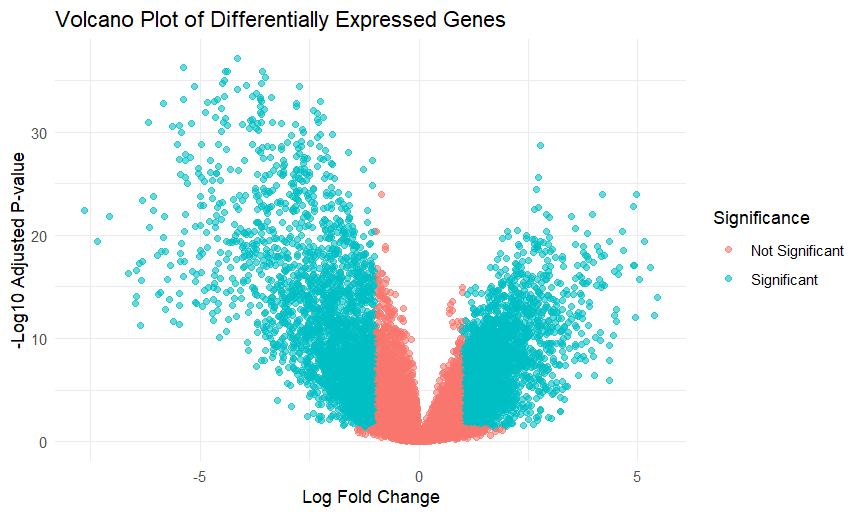 Volcano Plot of Differentially Expressed Genes
-Log10 Adjusted P-value
30
20
10
0
-5
0
5
Log Fold Change
Significance
Not Significant
Significant